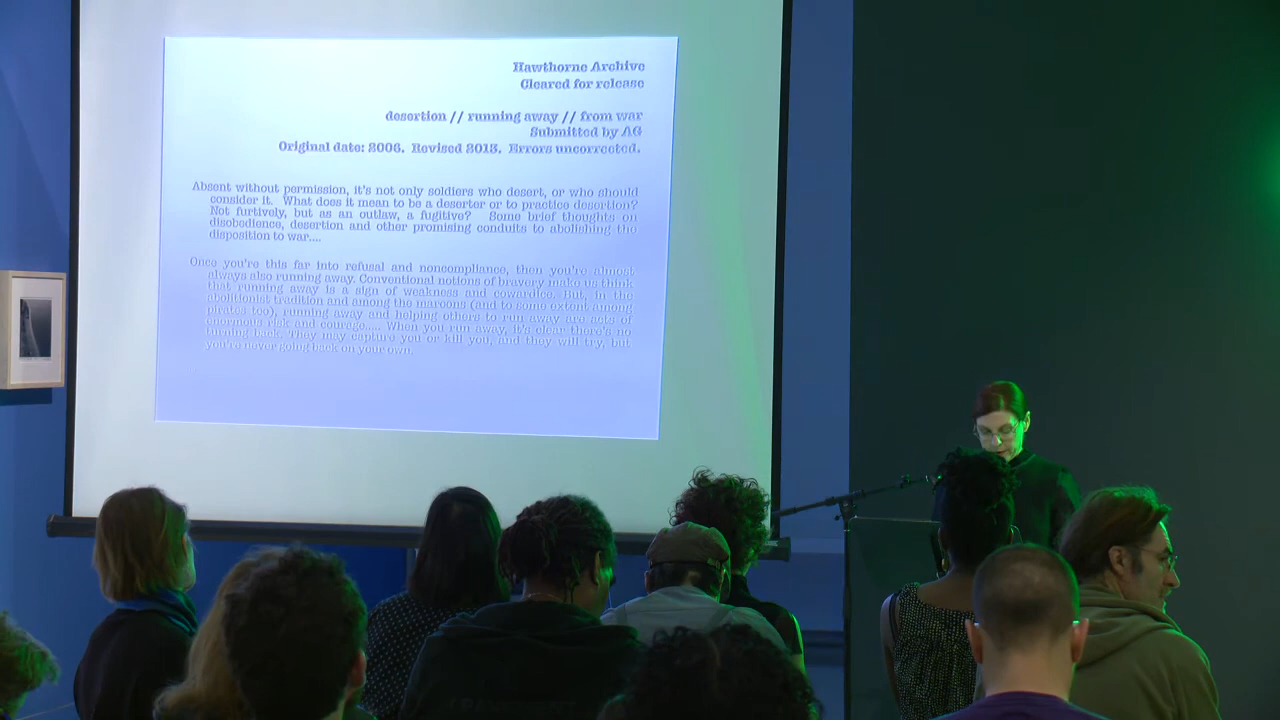 Hawthorne Archive
Cleared for release
desertion // running away // from war
Submitted by AG
Original date: 2006. Revised 2013. Errors uncorrected.
Absent without permission, it's not only soldiers who desert, or who should
consider it. What does it mean to be a deserter or to practice desertion?
Not furtively, but as an outlaw, a fugitive? Some brief thoughts on
disobedience, desertion and other promising conduits to abolishing the
disposition to war....
Once you're this far into refusal and noncompliance, then you're almost
always also running away. Conventional notions of bravery make us think
that running away is a sign of weakness and cowardice. But, in the
abolitionist tradition and among the maroons (and to some extent among
pirates too), running away and helping others to run away are acts of
enormous risk and courage..... When you run away, it's clear there's no
turning back. They may capture you or kill you, and they will try, but
you're never going back on your own.